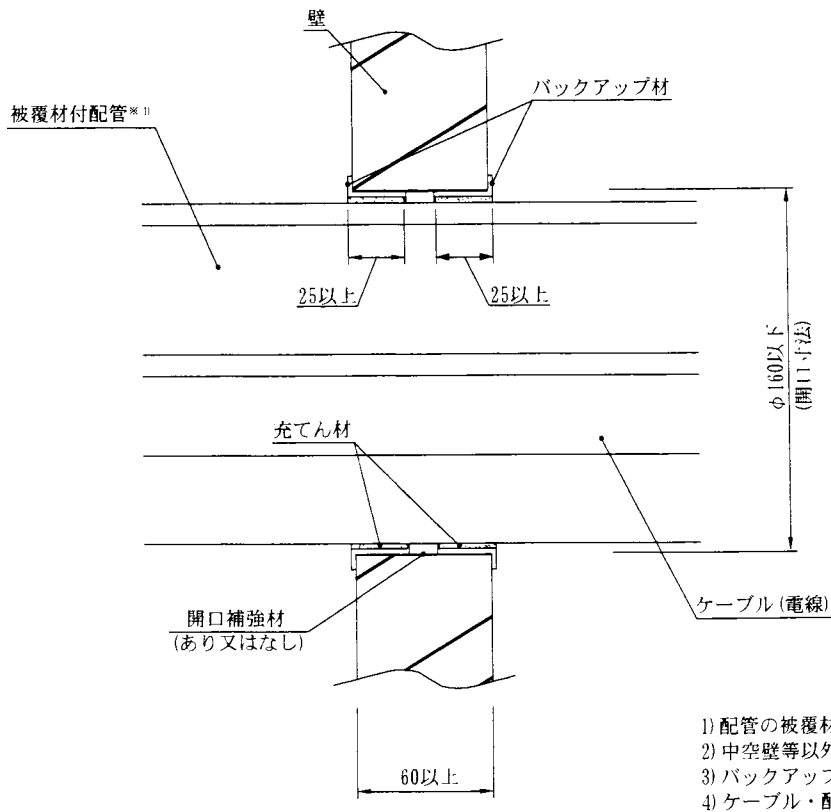 壁
バックアップ材
被覆材付配管※1)
25以上
25以上
φ160以下
(開口寸法)
充てん材
ケーブル(電線)
開口補強材
(あり又はなし)
60以上
1) 配管の被覆材
2) 中空壁等以外
3) バックアップ
4) ケーブル・配